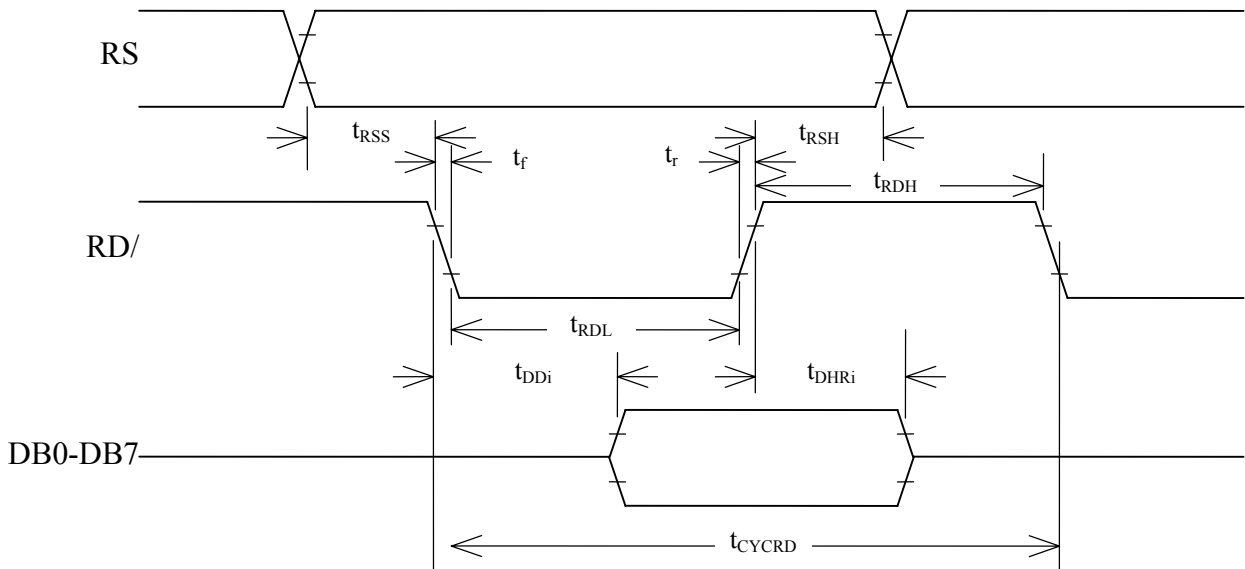 RS
tRSS
tRSH
tf
tr
tRDH
RD/
tRDL
tDDi
tDHRi
DB0-DB7
tCYCRD